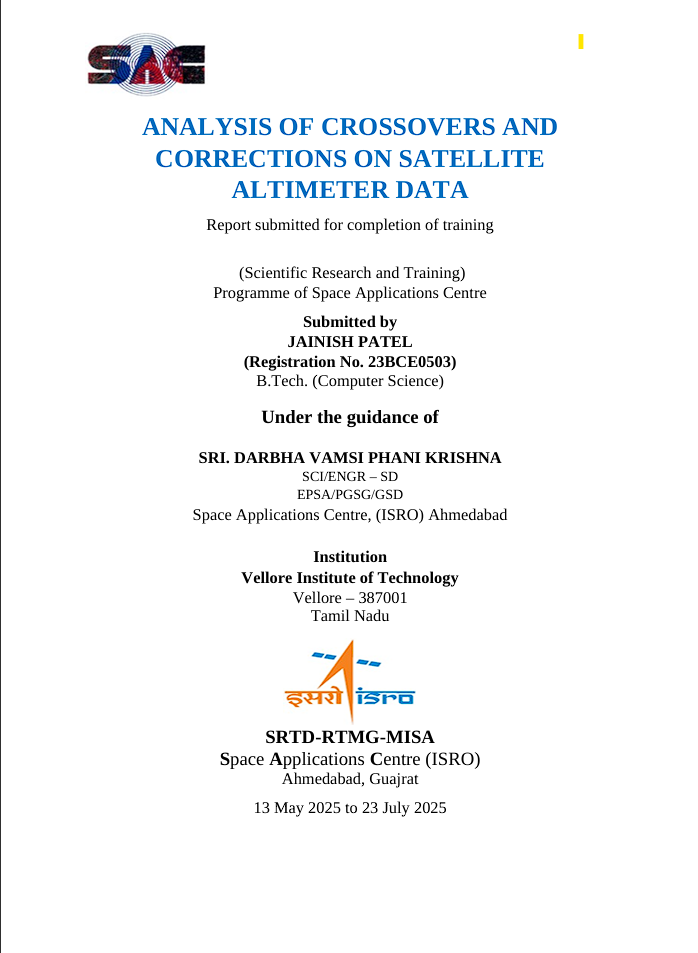 SAC
ANALYSIS OF CROSSOVERS AND
CORRECTIONS ON SATELLITE
ALTIMETER DATA
Report submitted for completion of training
(Scientific Research and Training)
Programme of Space Applications Centre
Submitted by
JAINISH PATEL
(Registration No. 23BCE0503)
B.Tech. (Computer Science)
Under the guidance of
SRI. DARBHA VAMSI PHANI KRISHNA
SCI/ENGR – SD
EPSA/PGSG/GSD
Space Applications Centre, (ISRO) Ahmedabad
Institution
Vellore Institute of Technology
Vellore – 387001
Tamil Nadu
इसरो isro
SRTD-RTMG-MISA
Space Applications Centre (ISRO)
Ahmedabad, Guajrat
13 May 2025 to 23 July 2025